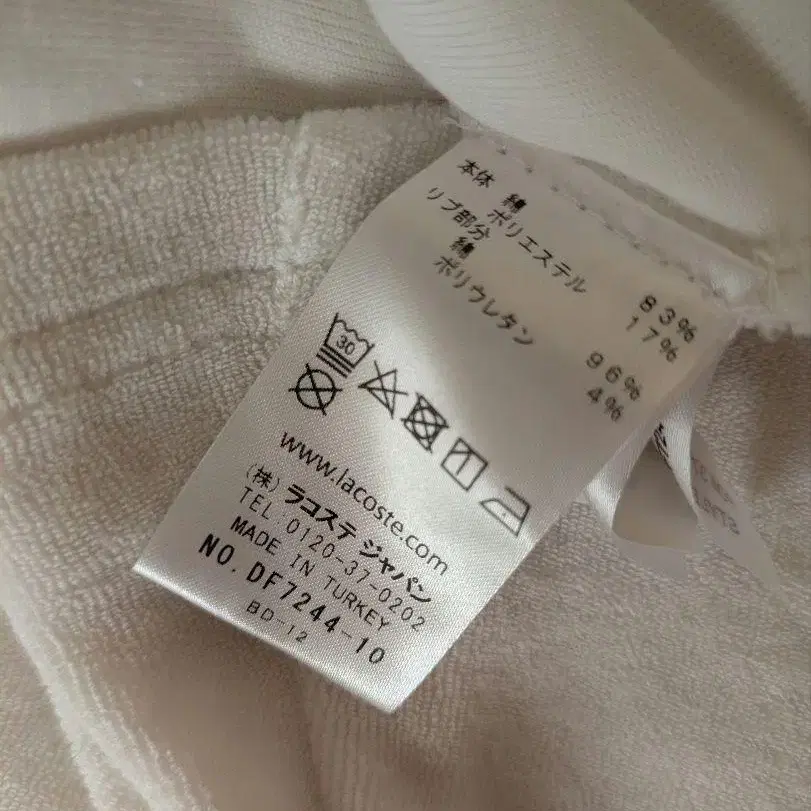 本体 綿 83%
ポリエステル 17%
リブ部分
綿 96%
ポリウレタン 4%
30
www.lacoste.com
(株) ラコステ ジャパン
TEL 0120-37-0202
MADE IN TURKEY
NO. DF7244-10
BD-12